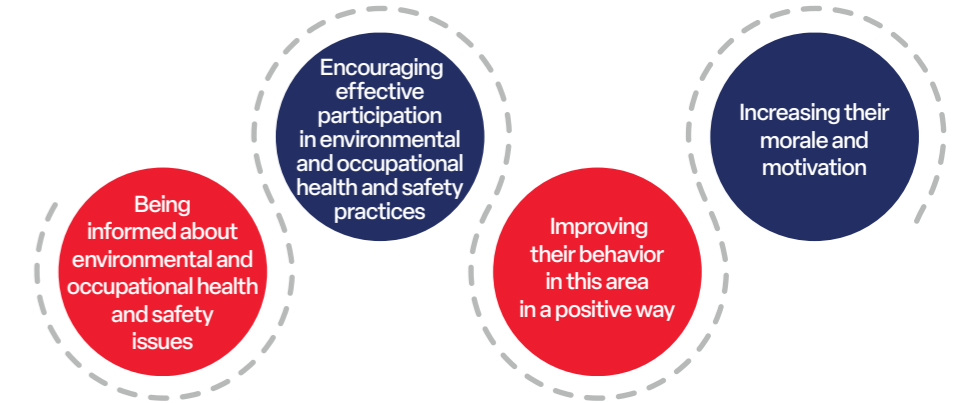 Being
informed about
environmental and
occupational health
and safety
issues
Encouraging
effective
participation
in environmental
and occupational
health and safety
practices
Improving
their behavior
in this area
in a positive way
Increasing their
morale and
motivation